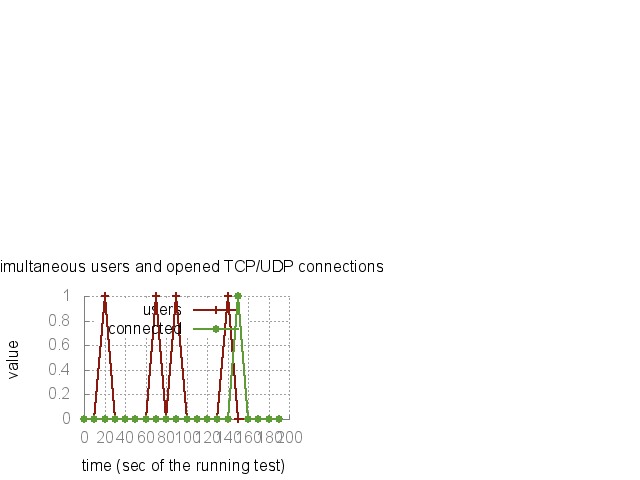 imultaneous users and opened TCP/UDP connections
1
users
connected
0.8
0.6
0.4
0.2
0
value
0 20 40 60 80 100 120 140 160 180 200
time (sec of the running test)